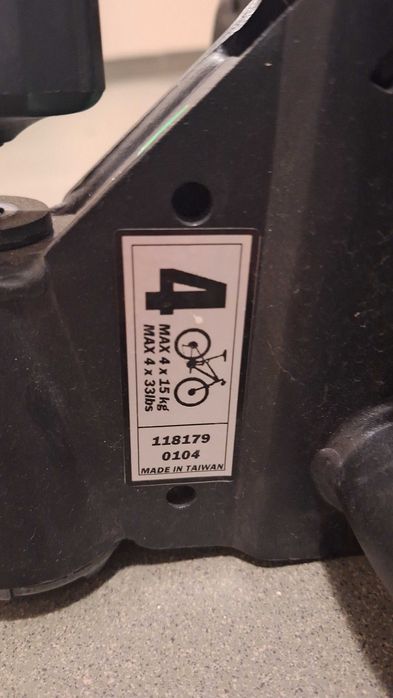 4
MAX 4 x 15 kg
MAX 4 x 33lbs
118179
0104
MADE IN TAIWAN